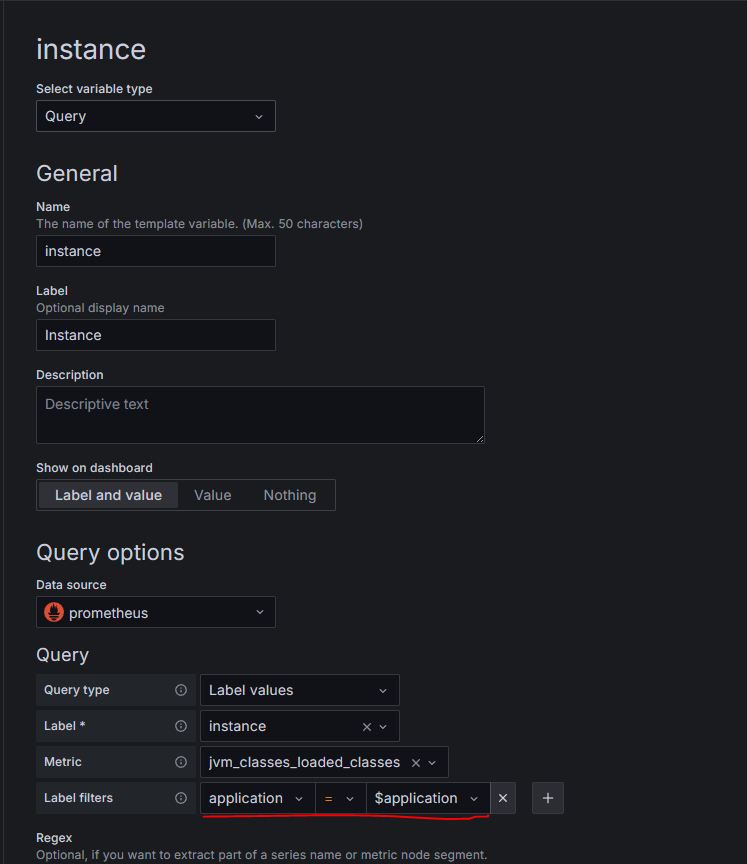 instance
Select variable type
Query
General
Name
The name of the template variable. (Max. 50 characters)
instance
Label
Optional display name
Instance
Description
Descriptive text
Show on dashboard
Label and value Value Nothing
Query options
Data source
prometheus
Query
Query type Label values
Label * instance
Metric jvm_classes_loaded_classes
Label filters application = $application
Regex
Optional, if you want to extract part of a series name or metric node segment.